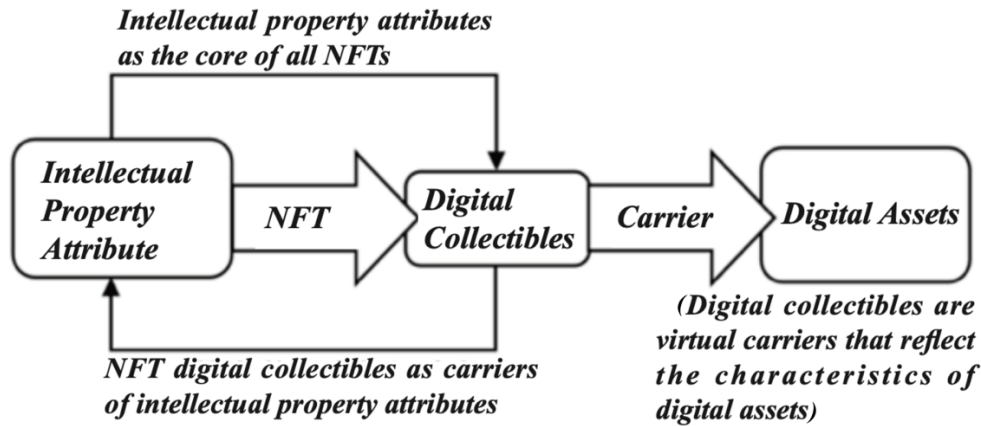 Intellectual property attributes
as the core of all NFTs
Intellectual
Property
Attribute
NFT
Digital
Collectibles
Carrier
Digital Assets
(Digital collectibles are
virtual carriers that reflect
the characteristics of
digital assets)
NFT digital collectibles as carriers
of intellectual property attributes